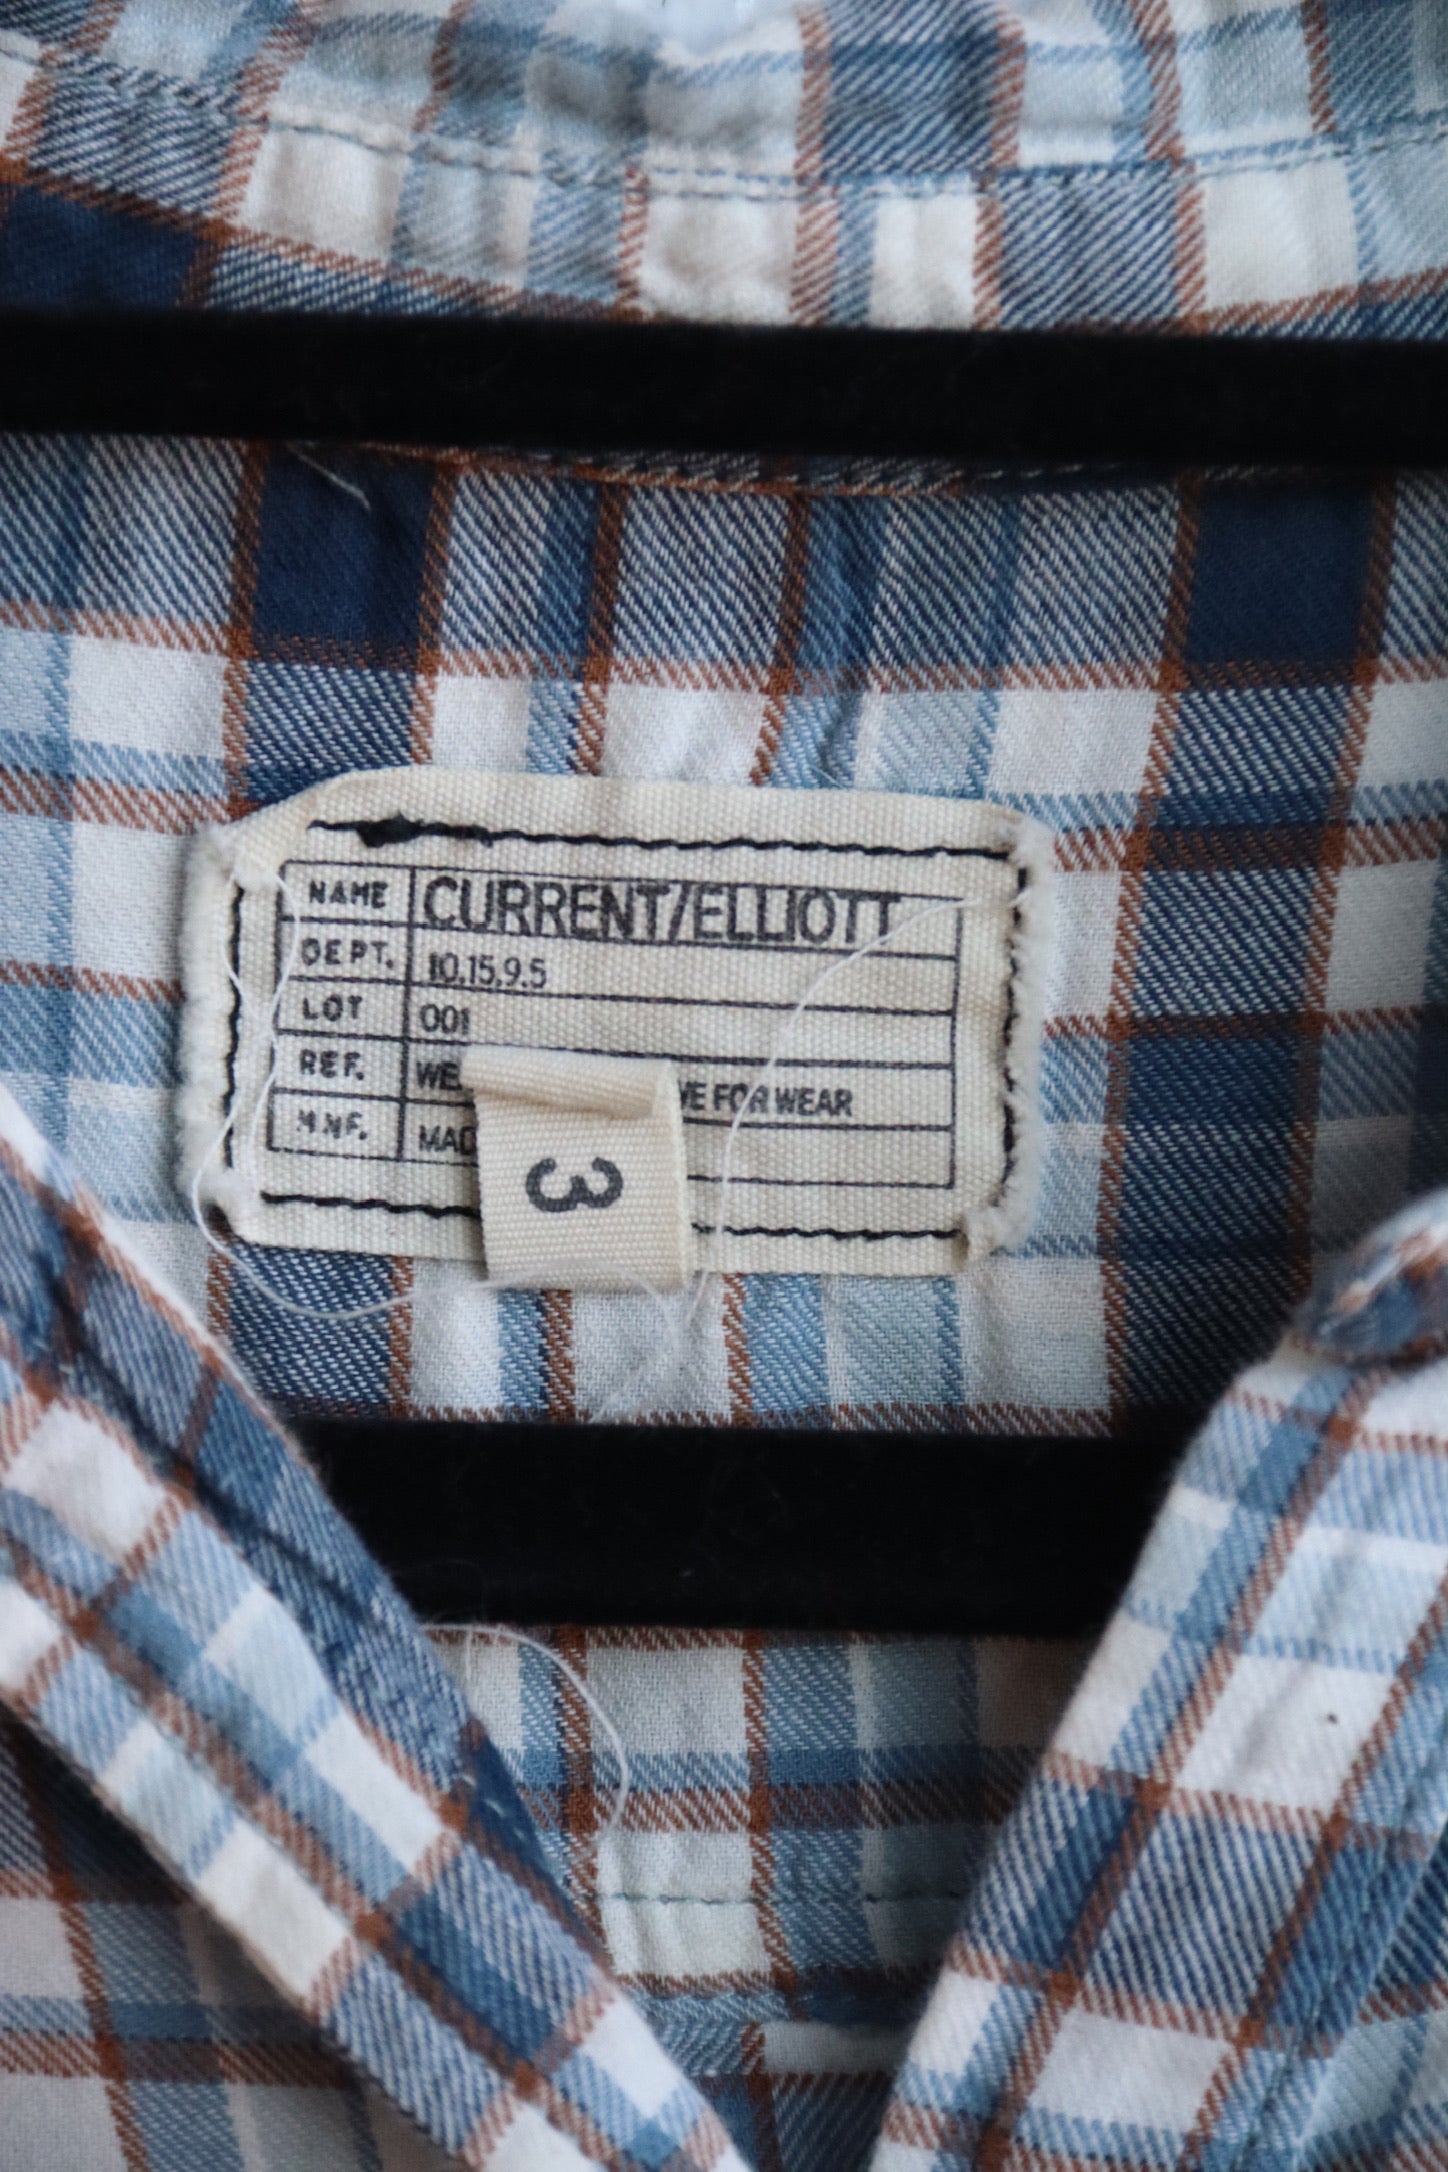 NAME CURRENT/ELLIOTT
DEPT. 10.15.9.5
LOT 001
REF. WE VE FOR WEAR
MNF. MAD
3